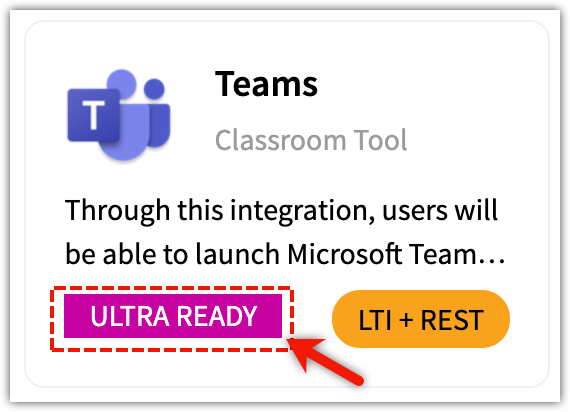 T
Teams
Classroom Tool
Through this integration, users will
be able to launch Microsoft Team...
ULTRA READY
LTI + REST